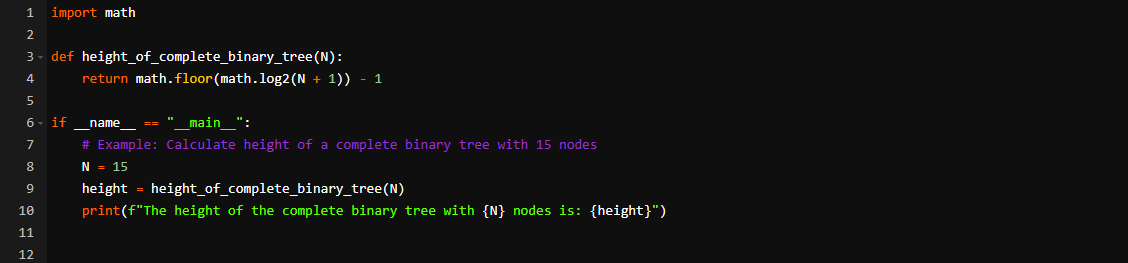 1 import math
2
3 def height_of_complete_binary_tree(N):
4     return math.floor(math.log2(N + 1)) - 1
5
6 if __name__ == "__main__":
7     # Example: Calculate height of a complete binary tree with 15 nodes
8     N = 15
9     height = height_of_complete_binary_tree(N)
10     print(f"The height of the complete binary tree with {N} nodes is: {height}")
11
12